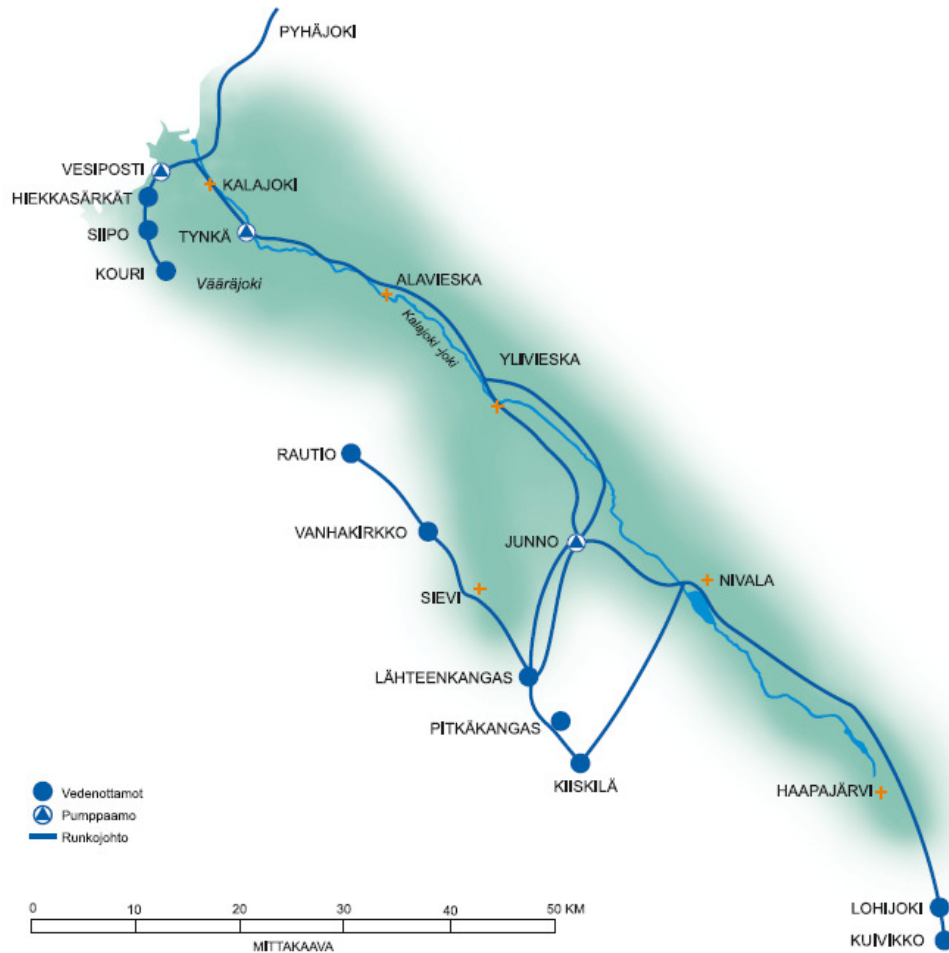 PYHÄJOKI
VESIPOSTI
KALAJOKI
HIEKKASÄRKÄT
SIIPO
TYNKÄ
KOURI
Vääräjoki
ALAVIESKA
Kalajoki -joki
YLIVIESKA
RAUTIO
VANHAKIRKKO
JUNNO
NIVALA
SIEVI
LÄHTEENKANGAS
PITKÄKANGAS
KIISKILÄ
HAAPAJÄRVI
Vedenottamot
Pumppaamo
Runkojohto
LOHIJOKI
0 10 20 30 40 50 KM
KUIVIKKO
MITTAKAAVA